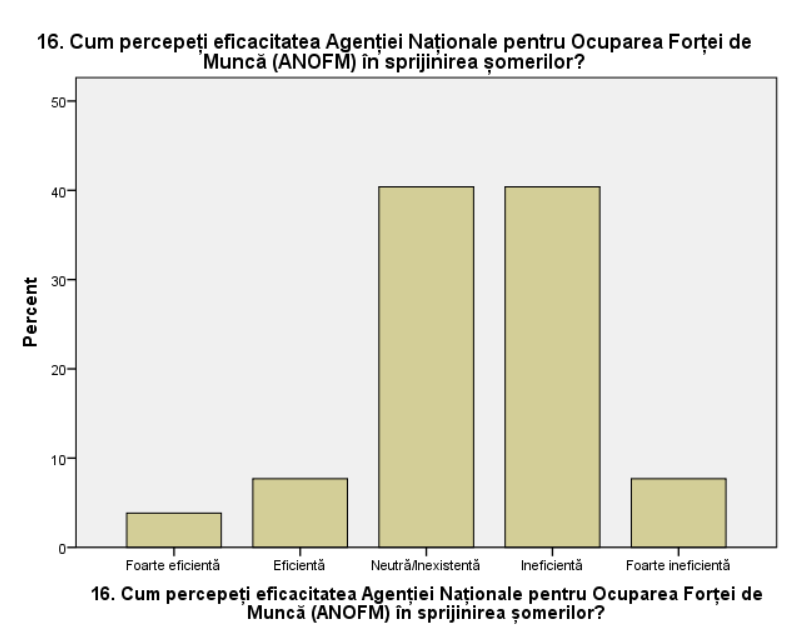 16. Cum percepeți eficacitatea Agenției Naționale pentru Ocuparea Forței de
Muncă (ANOFM) în sprijinirea șomerilor?
50
40
30
20
10
0
Percent
Foarte eficientă
Eficientă
Neutră/Inexistentă
Ineficientă
Foarte ineficientă
16. Cum percepeți eficacitatea Agenției Naționale pentru Ocuparea Forței de
Muncă (ANOFM) în sprijinirea șomerilor?